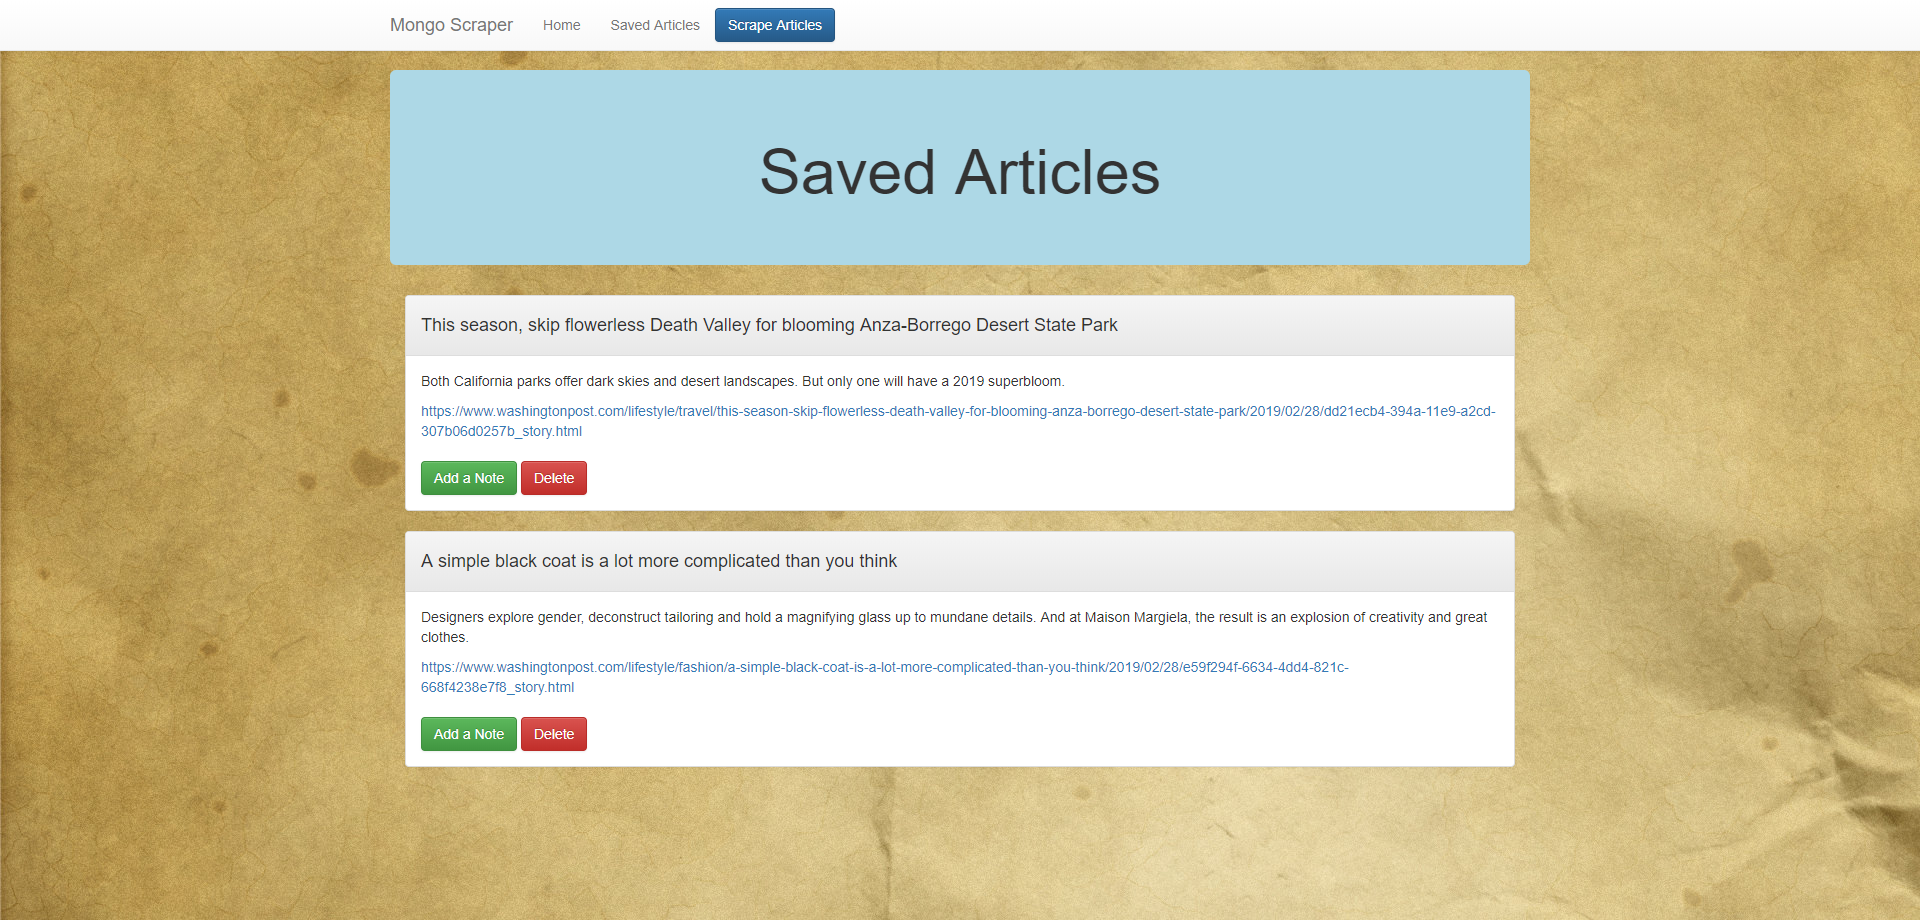 Mongo Scraper Home Saved Articles Scrape Articles
Saved Articles
This season, skip flowerless Death Valley for blooming Anza-Borrego Desert State Park
Both California parks offer dark skies and desert landscapes. But only one will have a 2019 superbloom.
https://www.washingtonpost.com/lifestyle/travel/this-season-skip-flowerless-death-valley-for-blooming-anza-borrego-desert-state-park/2019/02/28/dd21ecb4-394a-11e9-a2cd-
307b06d0257b_story.html
Add a Note Delete
A simple black coat is a lot more complicated than you think
Designers explore gender, deconstruct tailoring and hold a magnifying glass up to mundane details. And at Maison Margiela, the result is an explosion of creativity and great
clothes.
https://www.washingtonpost.com/lifestyle/fashion/a-simple-black-coat-is-a-lot-more-complicated-than-you-think/2019/02/28/e59f294f-6634-4dd4-821c-
668f4238e7f8_story.html
Add a Note Delete